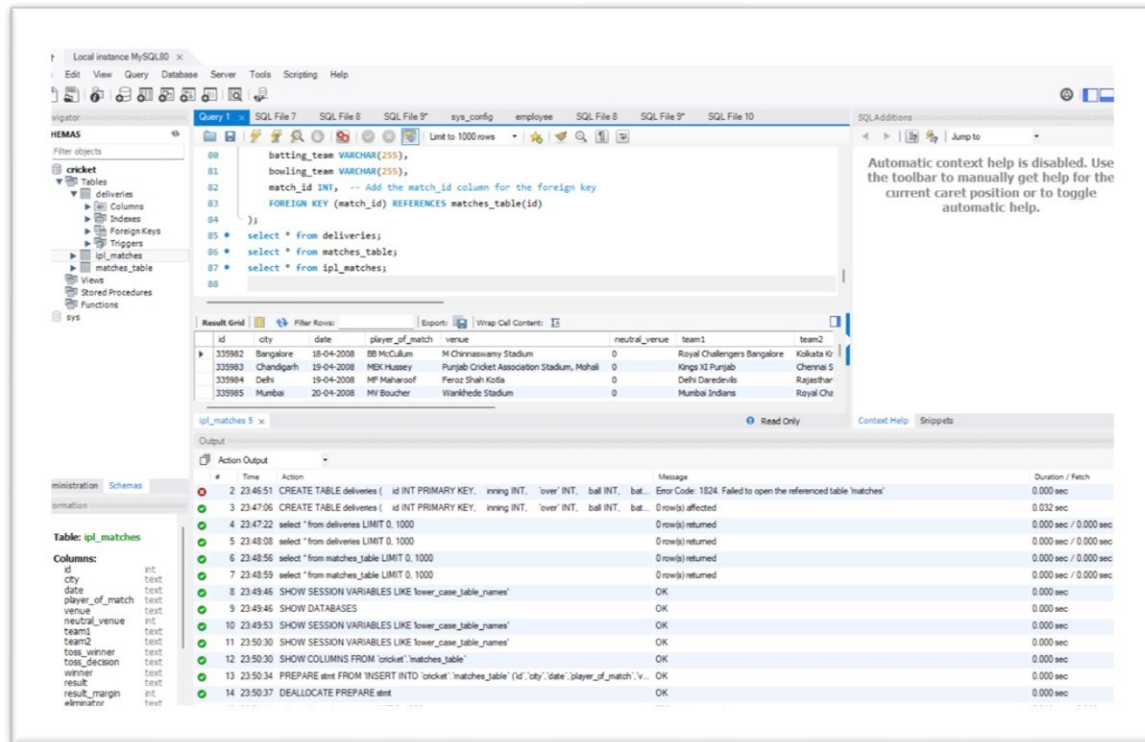 Local instance MySQL80 ×
Edit View Query Database Server Tools Scripting Help
vigator
HEMAS
Filter objects
cricket
Tables
deliveries
Columns
Indexes
Foreign Keys
Triggers
ipl_matches
matches_table
Views
Stored Procedures
Functions
sys
ministration Schemas
ormation
Table: ipl_matches
Columns:
id int
city text
date text
player_of_match text
venue text
neutral_venue int
team1 text
team2 text
toss_winner text
toss_decision text
winner text
result text
result_margin int
eliminator text
Query 1 × SQL File 7 SQL File 8 SQL File 9* sys_config employee SQL File 8 SQL File 9* SQL File 10
Limit to 1000 rows
80 batting_team VARCHAR(255),
81 bowling_team VARCHAR(255),
82 match_id INT, -- Add the match_id column for the foreign key
83 FOREIGN KEY (match_id) REFERENCES matches_table(id)
84 );
85 select * from deliveries;
86 select * from matches_table;
87 select * from ipl_matches;
88
Result Grid Filter Rows: Export: Wrap Cell Content:
id city date player_of_match venue neutral_venue team1 team2
335982 Bangalore 18-04-2008 BB McCullum M Chinnaswamy Stadium 0 Royal Challengers Bangalore Kolkata Kr
335983 Chandigarh 19-04-2008 MEK Hussey Punjab Cricket Association Stadium, Mohali 0 Kings XI Punjab Chennai S
335984 Delhi 19-04-2008 MF Maharoof Feroz Shah Kotla 0 Delhi Daredevils Rajasthar
335985 Mumbai 20-04-2008 MV Boucher Wankhede Stadium 0 Mumbai Indians Royal Cha
ipl_matches 5 × Read Only
SQLAdditions
Jump to
Automatic context help is disabled. Use
the toolbar to manually get help for the
current caret position or to toggle
automatic help.
Context Help Snippets
Output
Action Output
# Time Action Message Duration / Fetch
2 23:46:51 CREATE TABLE deliveries ( id INT PRIMARY KEY, inning INT, `over` INT, ball INT, bat... Error Code: 1824. Failed to open the referenced table 'matches' 0.000 sec
3 23:47:06 CREATE TABLE deliveries ( id INT PRIMARY KEY, inning INT, `over` INT, ball INT, bat... 0 row(s) affected 0.032 sec
4 23:47:22 select * from deliveries LIMIT 0, 1000 0 row(s) returned 0.000 sec / 0.000 sec
5 23:48:08 select * from deliveries LIMIT 0, 1000 0 row(s) returned 0.000 sec / 0.000 sec
6 23:48:56 select * from matches_table LIMIT 0, 1000 0 row(s) returned 0.000 sec / 0.000 sec
7 23:48:59 select * from matches_table LIMIT 0, 1000 0 row(s) returned 0.000 sec / 0.000 sec
8 23:49:46 SHOW SESSION VARIABLES LIKE 'lower_case_table_names' OK 0.000 sec
9 23:49:46 SHOW DATABASES OK 0.000 sec
10 23:49:53 SHOW SESSION VARIABLES LIKE 'lower_case_table_names' OK 0.000 sec
11 23:50:30 SHOW SESSION VARIABLES LIKE 'lower_case_table_names' OK 0.000 sec
12 23:50:30 SHOW COLUMNS FROM `cricket`.`matches_table` OK 0.000 sec
13 23:50:34 PREPARE stmt FROM 'INSERT INTO `cricket`.`matches_table` (`id`,`city`,`date`,`player_of_match`,`v... OK 0.000 sec
14 23:50:37 DEALLOCATE PREPARE stmt OK 0.000 sec